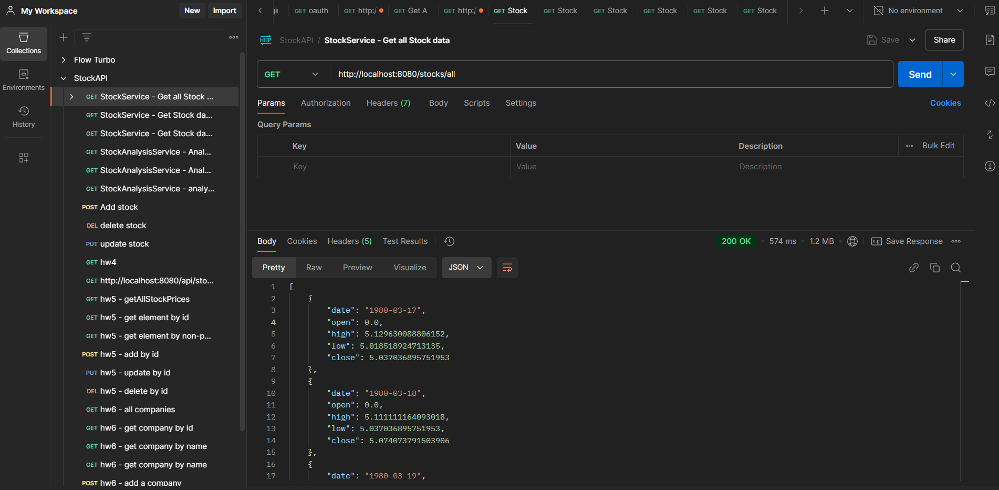 My Workspace
New
Import
GET oauth
GET http:/
GET Get A
GET http:/
GET Stock
GET Stock
GET Stock
GET Stock
GET Stock
GET Stock
No environment
Collections
Environments
History
Flow Turbo
StockAPI
GET StockService - Get all Stock ...
GET StockService - Get Stock da...
GET StockService - Get Stock da...
GET StockAnalysisService - Anal...
GET StockAnalysisService - Anal...
GET StockAnalysisService - analy...
POST Add stock
DEL delete stock
PUT update stock
GET hw4
GET http://localhost:8080/api/sto...
GET hw5 - getAllStockPrices
GET hw5 - get element by id
GET hw5 - get element by non-p...
POST hw5 - add by id
PUT hw5 - update by id
DEL hw5 - delete by id
GET hw6 - all companies
GET hw6 - get company by id
GET hw6 - get company by name
GET hw6 - get company by name
POST hw6 - add a company
HTTP StockAPI / StockService - Get all Stock data
Save
Share
GET http://localhost:8080/stocks/all
Send
Params Authorization Headers (7) Body Scripts Settings Cookies
Query Params
Key Value Description Bulk Edit
Key Value Description
Body Cookies Headers (5) Test Results 200 OK 574 ms 1.2 MB e.g. Save Response
Pretty Raw Preview Visualize JSON
1 [
2 {
3 "date": "1980-03-17",
4 "open": 0.0,
5 "high": 5.129630088806152,
6 "low": 5.018518924713135,
7 "close": 5.037036895751953
8 },
9 {
10 "date": "1980-03-18",
11 "open": 0.0,
12 "high": 5.111111164093018,
13 "low": 5.037036895751953,
14 "close": 5.074073791503906
15 },
16 {
17 "date": "1980-03-19",